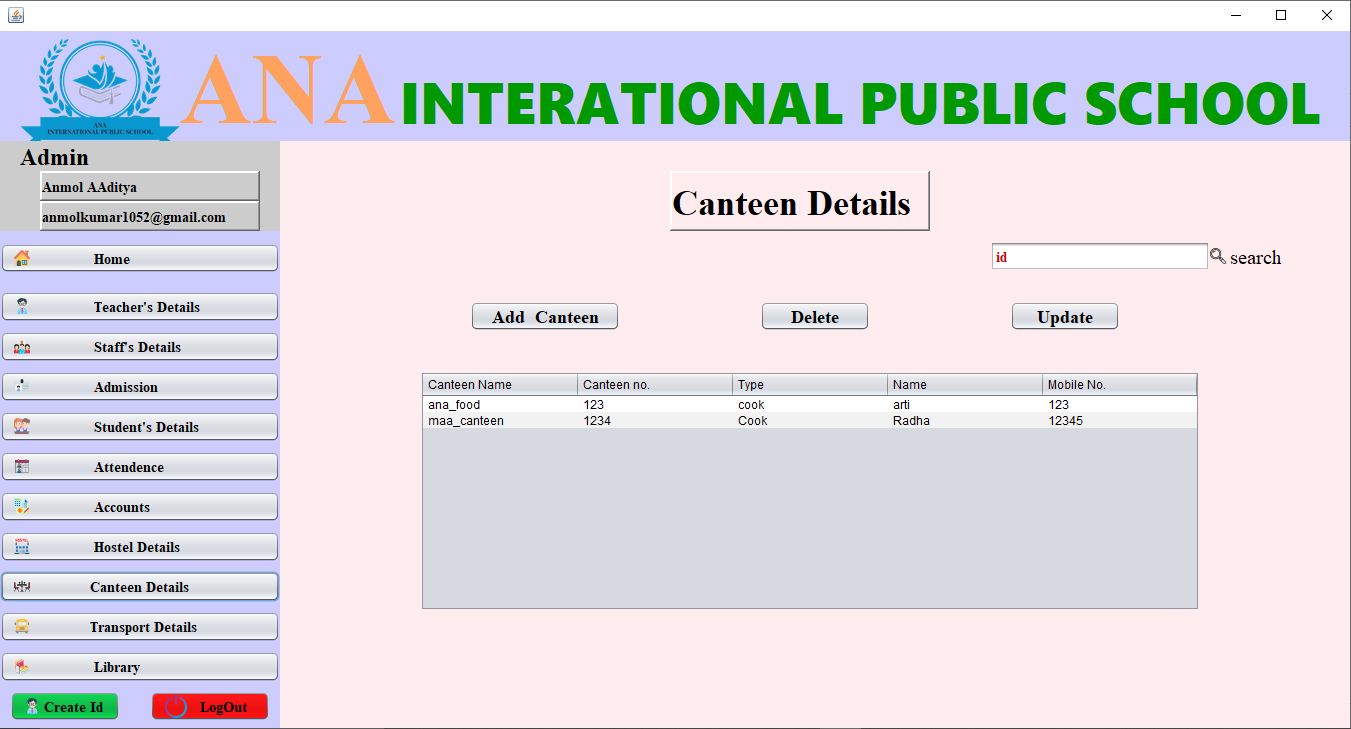 ANA INTERATIONAL PUBLIC SCHOOL
ANA
INTERNATIONAL PUBLIC SCHOOL
Admin
Anmol AAditya
anmolkumar1052@gmail.com
Home
Teacher's Details
Staff's Details
Admission
Student's Details
Attendence
Accounts
HOSTEL
Hostel Details
Canteen Details
Transport Details
Library
Create Id LogOut
Canteen Details
id search
Add Canteen Delete Update
Canteen Name Canteen no. Type Name Mobile No.
ana_food 123 cook arti 123
maa_canteen 1234 Cook Radha 12345